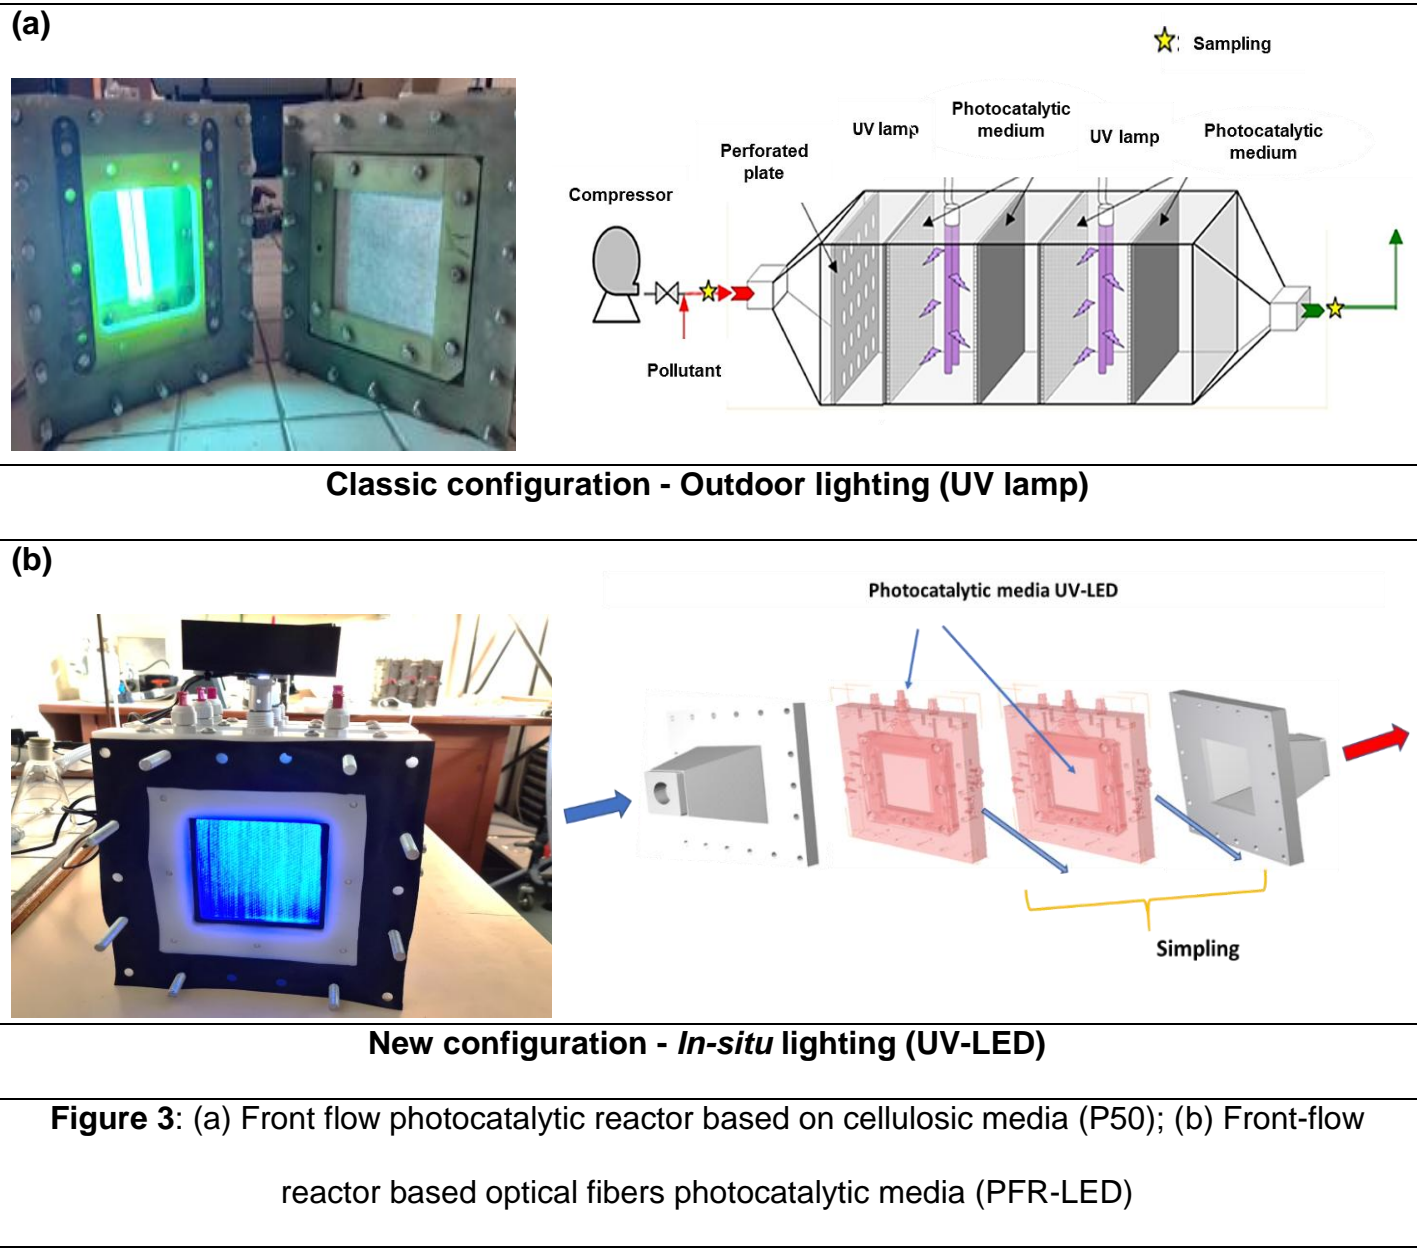 (a)
Sampling
Photocatalytic
medium
UV lamp
UV lamp
Photocatalytic
medium
Perforated
plate
Compressor
Pollutant
Classic configuration - Outdoor lighting (UV lamp)
(b)
Photocatalytic media UV-LED
Simpling
New configuration - In-situ lighting (UV-LED)
Figure 3: (a) Front flow photocatalytic reactor based on cellulosic media (P50); (b) Front-flow
reactor based optical fibers photocatalytic media (PFR-LED)